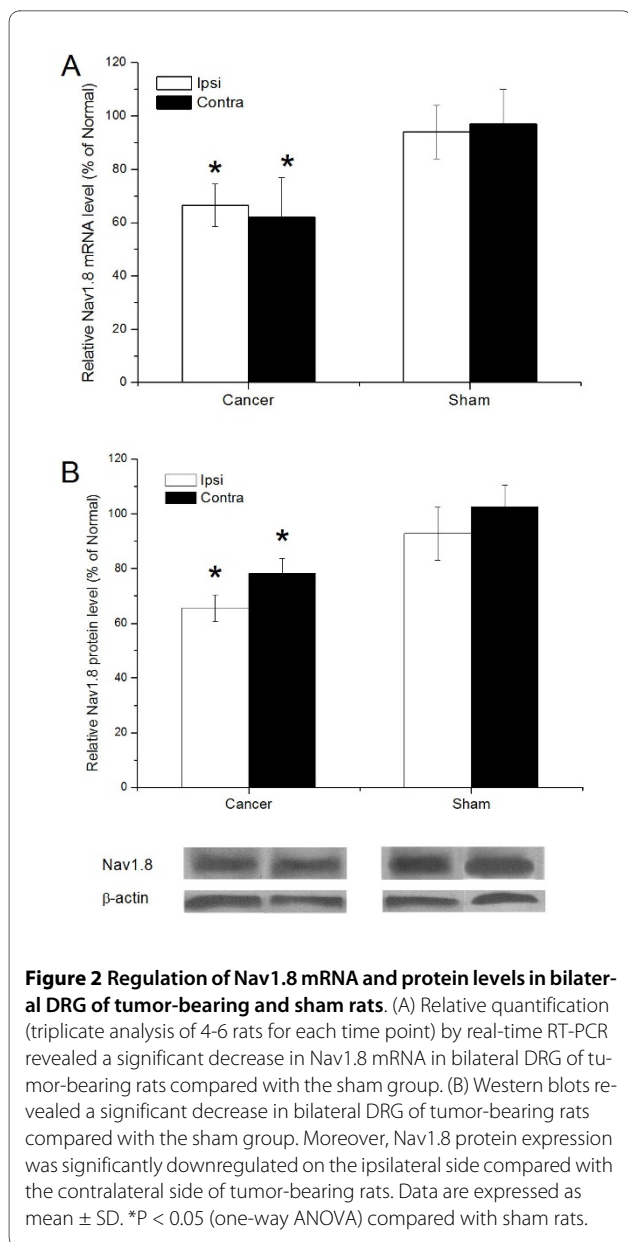 A
Ipsi
Contra
Relative Nav1.8 mRNA level (% of Normal)
120
100
80
60
40
20
0
*
*
Cancer
Sham
B
Ipsi
Contra
Relative Nav1.8 protein level (% of Normal)
120
100
80
60
40
20
0
*
*
Cancer
Sham
Nav1.8
β-actin
Figure 2 Regulation of Nav1.8 mRNA and protein levels in bilater-
al DRG of tumor-bearing and sham rats. (A) Relative quantification
(triplicate analysis of 4-6 rats for each time point) by real-time RT-PCR
revealed a significant decrease in Nav1.8 mRNA in bilateral DRG of tu-
mor-bearing rats compared with the sham group. (B) Western blots re-
vealed a significant decrease in bilateral DRG of tumor-bearing rats
compared with the sham group. Moreover, Nav1.8 protein expression
was significantly downregulated on the ipsilateral side compared with
the contralateral side of tumor-bearing rats. Data are expressed as
mean ± SD. *P < 0.05 (one-way ANOVA) compared with sham rats.